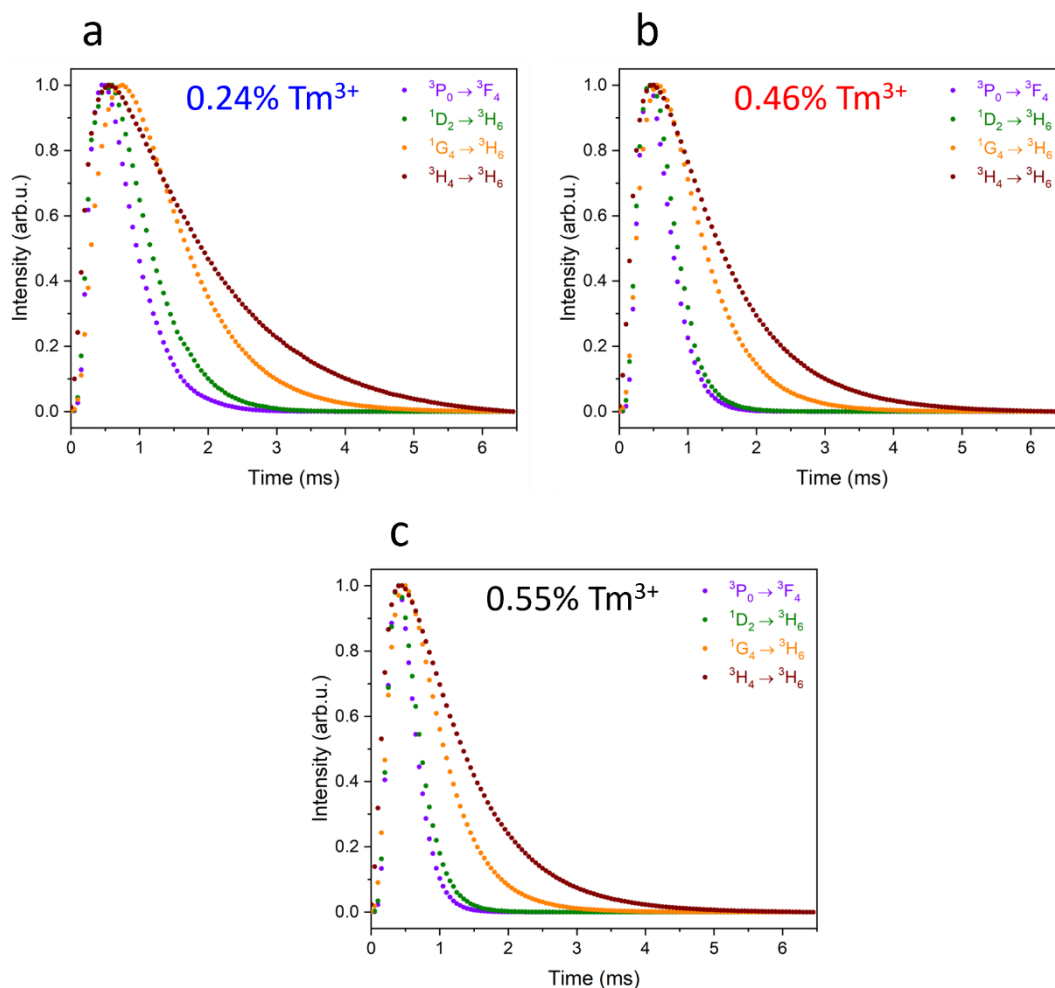 a
0.24% Tm³⁺
³P₀ → ³F₄
¹D₂ → ³H₆
¹G₄ → ³H₆
³H₄ → ³H₆
Intensity (arb.u.)
1.0
0.8
0.6
0.4
0.2
0.0
0 1 2 3 4 5 6
Time (ms)
b
0.46% Tm³⁺
³P₀ → ³F₄
¹D₂ → ³H₆
¹G₄ → ³H₆
³H₄ → ³H₆
Intensity (arb.u.)
1.0
0.8
0.6
0.4
0.2
0.0
0 1 2 3 4 5 6
Time (ms)
c
0.55% Tm³⁺
³P₀ → ³F₄
¹D₂ → ³H₆
¹G₄ → ³H₆
³H₄ → ³H₆
Intensity (arb.u.)
1.0
0.8
0.6
0.4
0.2
0.0
0 1 2 3 4 5 6
Time (ms)